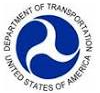 DEPARTMENT OF TRANSPORTATION
UNITED STATES OF AMERICA